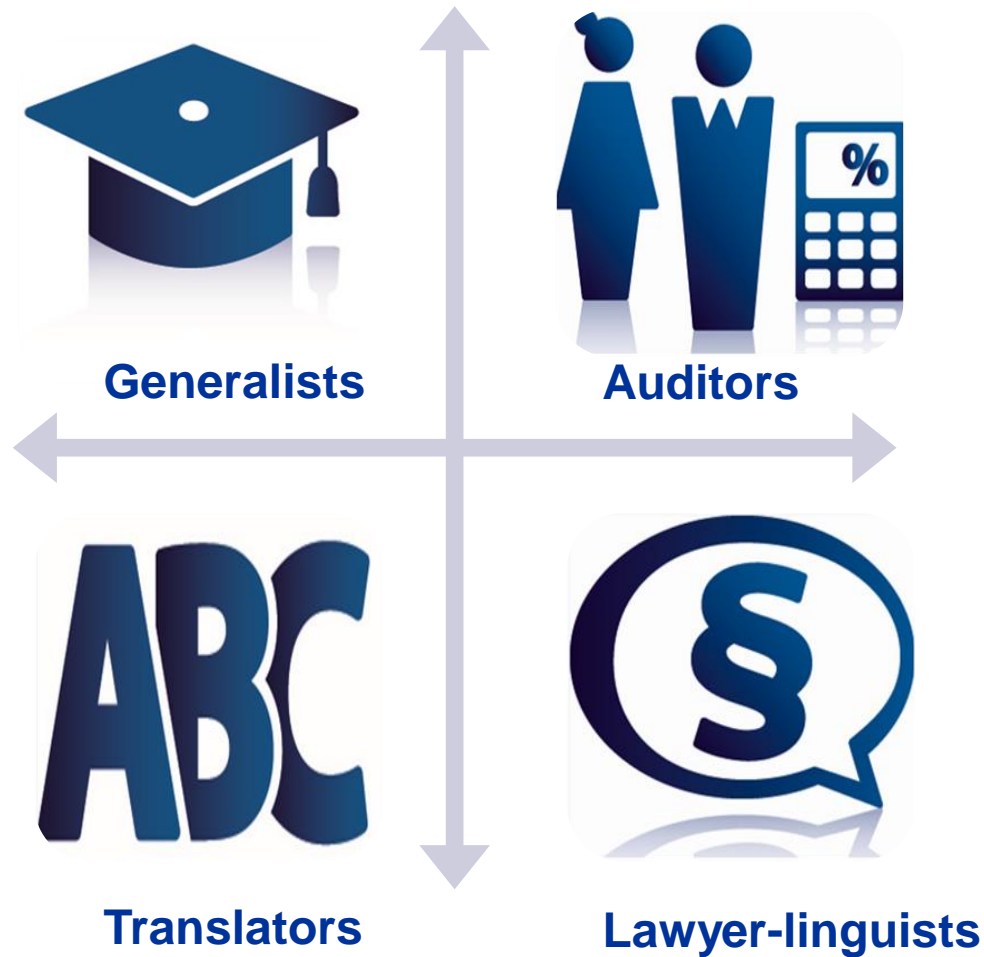 %
Generalists
Auditors
ABC
§
Translators
Lawyer-linguists